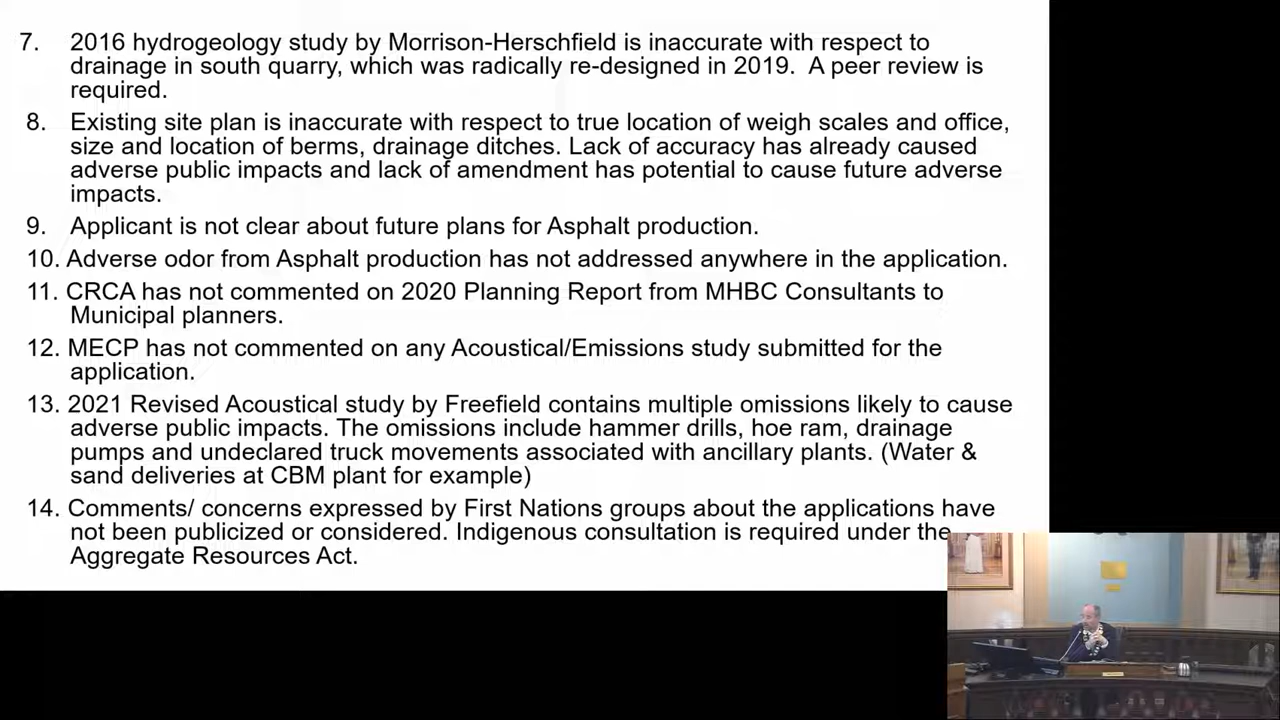 7. 2016 hydrogeology study by Morrison-Herschfield is inaccurate with respect to
drainage in south quarry, which was radically re-designed in 2019. A peer review is
required.
8. Existing site plan is inaccurate with respect to true location of weigh scales and office,
size and location of berms, drainage ditches. Lack of accuracy has already caused
adverse public impacts and lack of amendment has potential to cause future adverse
impacts.
9. Applicant is not clear about future plans for Asphalt production.
10. Adverse odor from Asphalt production has not addressed anywhere in the application.
11. CRCA has not commented on 2020 Planning Report from MHBC Consultants to
Municipal planners.
12. MECP has not commented on any Acoustical/Emissions study submitted for the
application.
13. 2021 Revised Acoustical study by Freefield contains multiple omissions likely to cause
adverse public impacts. The omissions include hammer drills, hoe ram, drainage
pumps and undeclared truck movements associated with ancillary plants. (Water &
sand deliveries at CBM plant for example)
14. Comments/ concerns expressed by First Nations groups about the applications have
not been publicized or considered. Indigenous consultation is required under the
Aggregate Resources Act.